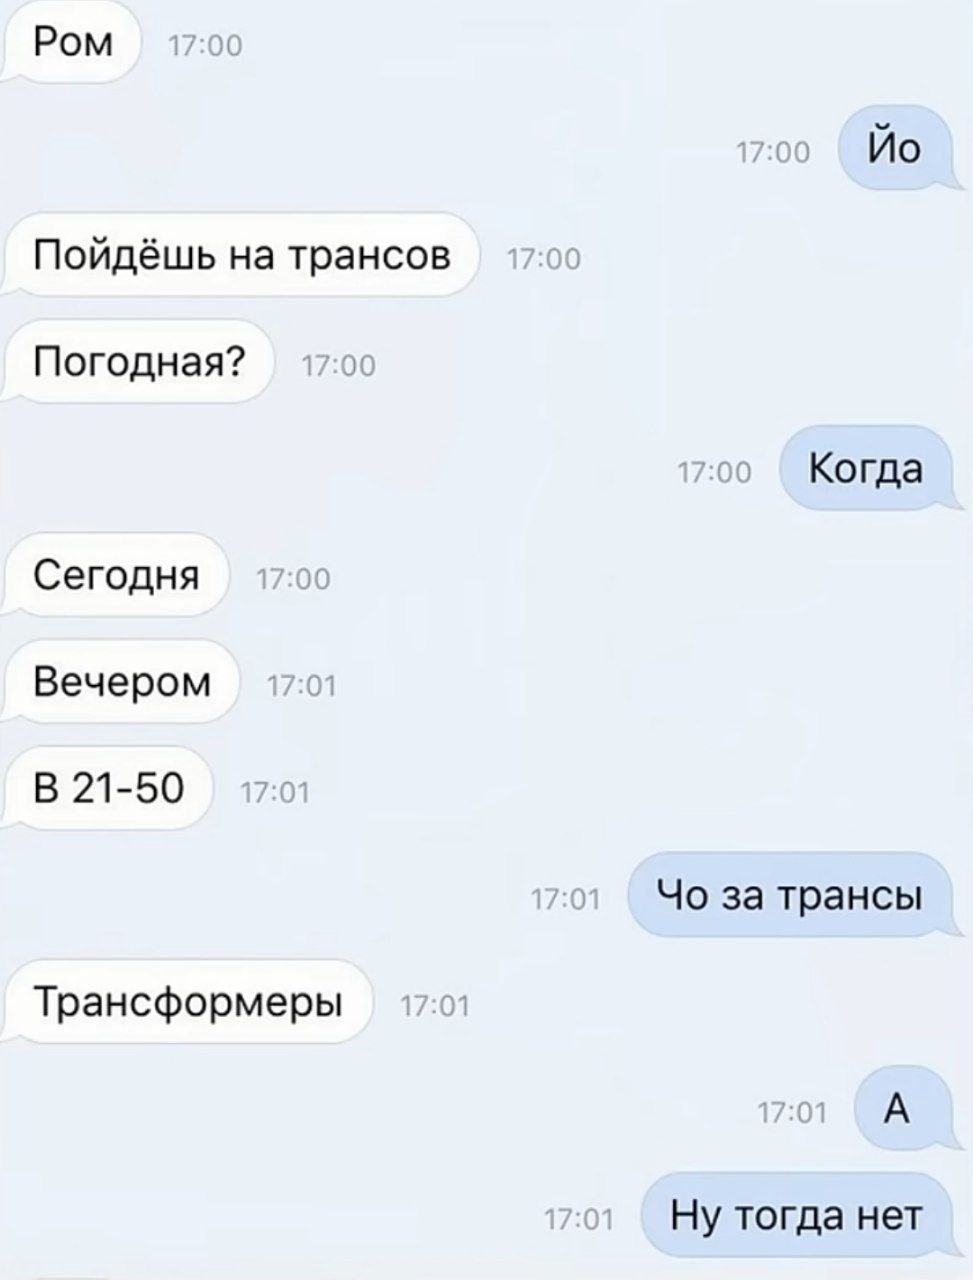 Ром 17:00
17:00 Йо
Пойдёшь на трансов 17:00
Погодная? 17:00
17:00 Когда
Сегодня 17:00
Вечером 17:01
В 21-50 17:01
17:01 Чо за трансы
Трансформеры 17:01
17:01 А
17:01 Ну тогда нет